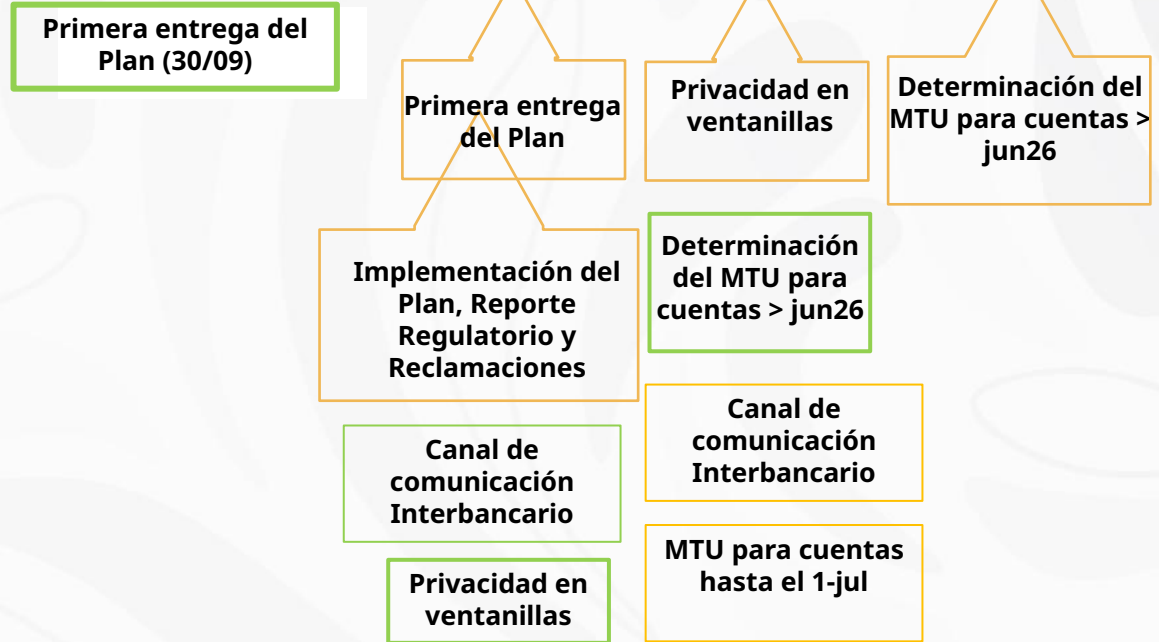 Primera entrega del
Plan (30/09)
Primera entrega
del Plan
Privacidad en
ventanillas
Determinación del
MTU para cuentas >
jun26
Implementación del
Plan, Reporte
Regulatorio y
Reclamaciones
Determinación
del MTU para
cuentas > jun26
Canal de
comunicación
Interbancario
Canal de
comunicación
Interbancario
Privacidad en
ventanillas
MTU para cuentas
hasta el 1-jul